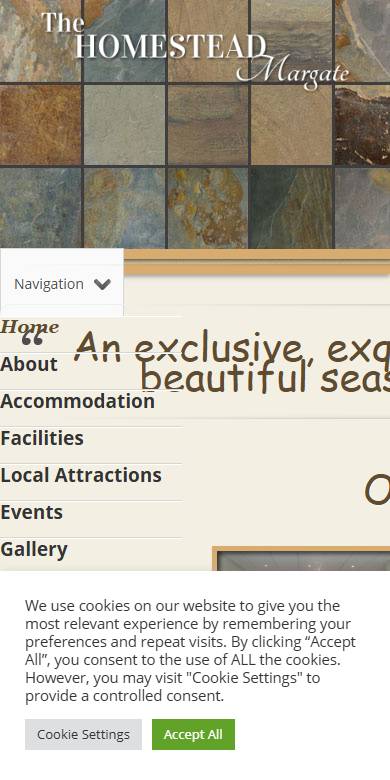 The
HOMESTEAD
Margate
Navigation
Home
“
An exclusive, exq
beautiful seas
About
Accommodation
Facilities
Local Attractions
Events
Gallery
O
We use cookies on our website to give you the
most relevant experience by remembering your
preferences and repeat visits. By clicking “Accept
All”, you consent to the use of ALL the cookies.
However, you may visit "Cookie Settings" to
provide a controlled consent.
Cookie Settings
Accept All